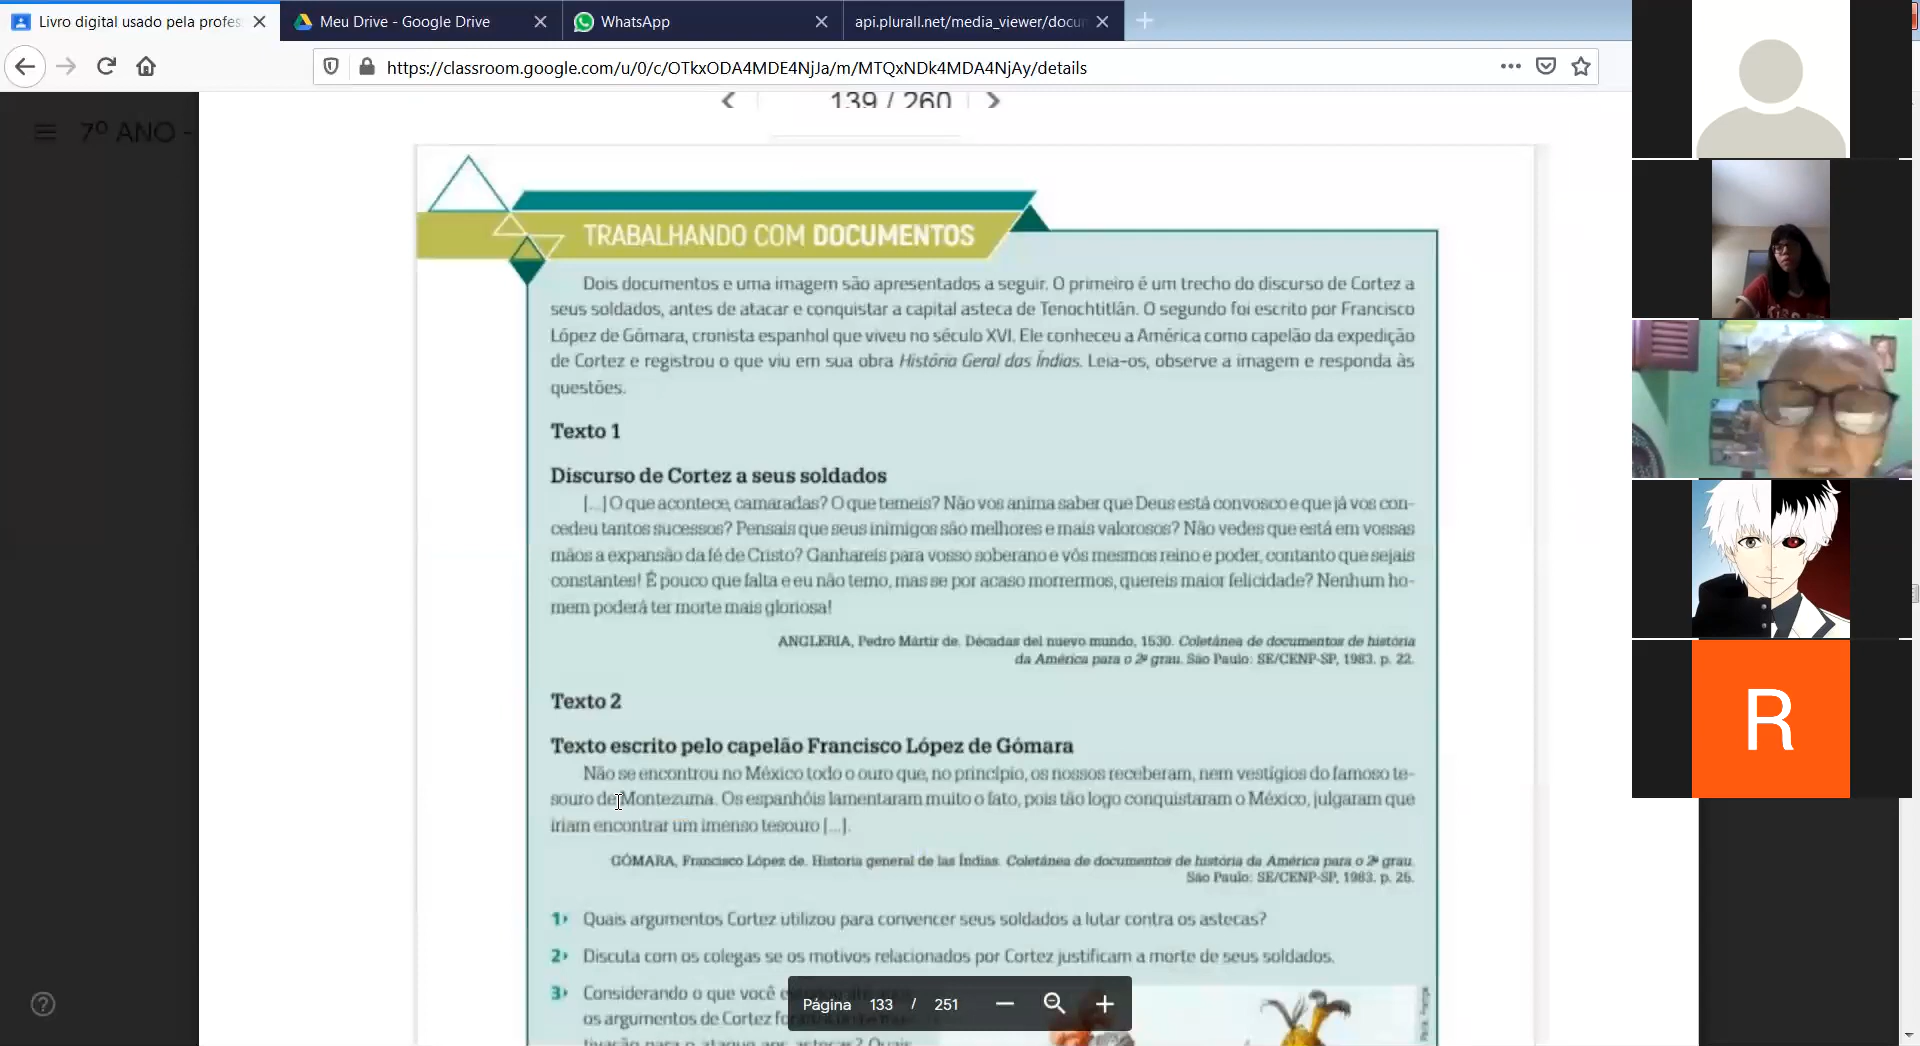 Livro digital usado pela profes
Meu Drive - Google Drive
WhatsApp
api.plurall.net/media_viewer/docu
https://classroom.google.com/u/0/c/OTkxODA4MDE4NjJa/m/MTQxNDk4MDA4NjAy/details
139 / 260
7º ANO -
TRABALHANDO COM DOCUMENTOS
Dois documentos e uma imagem são apresentados a seguir. O primeiro é um trecho do discurso de Cortez a
seus soldados, antes de atacar e conquistar a capital asteca de Tenochtitlán. O segundo foi escrito por Francisco
López de Gómara, cronista espanhol que viveu no século XVI. Ele conheceu a América como capelão da expedição
de Cortez e registrou o que viu em sua obra História Geral das Índias. Leia-os, observe a imagem e responda às
questões.
Texto 1
Discurso de Cortez a seus soldados
[...] O que acontece, camaradas? O que temeis? Não vos anima saber que Deus está convosco e que já vos con-
cedeu tantos sucessos? Pensais que seus inimigos são melhores e mais valorosos? Não vedes que está em vossas
mãos a expansão da fé de Cristo? Ganhareis para vosso soberano e vós mesmos reino e poder, contanto que sejais
constantes! É pouco que falta e eu não temo, mas se por acaso morrermos, quereis maior felicidade? Nenhum ho-
mem poderá ter morte mais gloriosa!
ANGLERIA, Pedro Mártir de. Décadas del nuevo mundo, 1530. Coletânea de documentos de história
da América para o 2º grau. São Paulo: SE/CENP-SP, 1983. p. 22.
Texto 2
Texto escrito pelo capelão Francisco López de Gómara
Não se encontrou no México todo o ouro que, no princípio, os nossos receberam, nem vestígios do famoso te-
souro de Montezuma. Os espanhóis lamentaram muito o fato, pois tão logo conquistaram o México, julgaram que
iriam encontrar um imenso tesouro [...].
GÓMARA, Francisco López de. Historia general de las Índias. Coletânea de documentos de história da América para o 2º grau.
São Paulo: SE/CENP-SP, 1983. p. 25.
1 Quais argumentos Cortez utilizou para convencer seus soldados a lutar contra os astecas?
2 Discuta com os colegas se os motivos relacionados por Cortez justificam a morte de seus soldados.
3 Considerando o que você
os argumentos de Cortez
tivação para o ataque aos astecas? Quais
Página 133 / 251
R